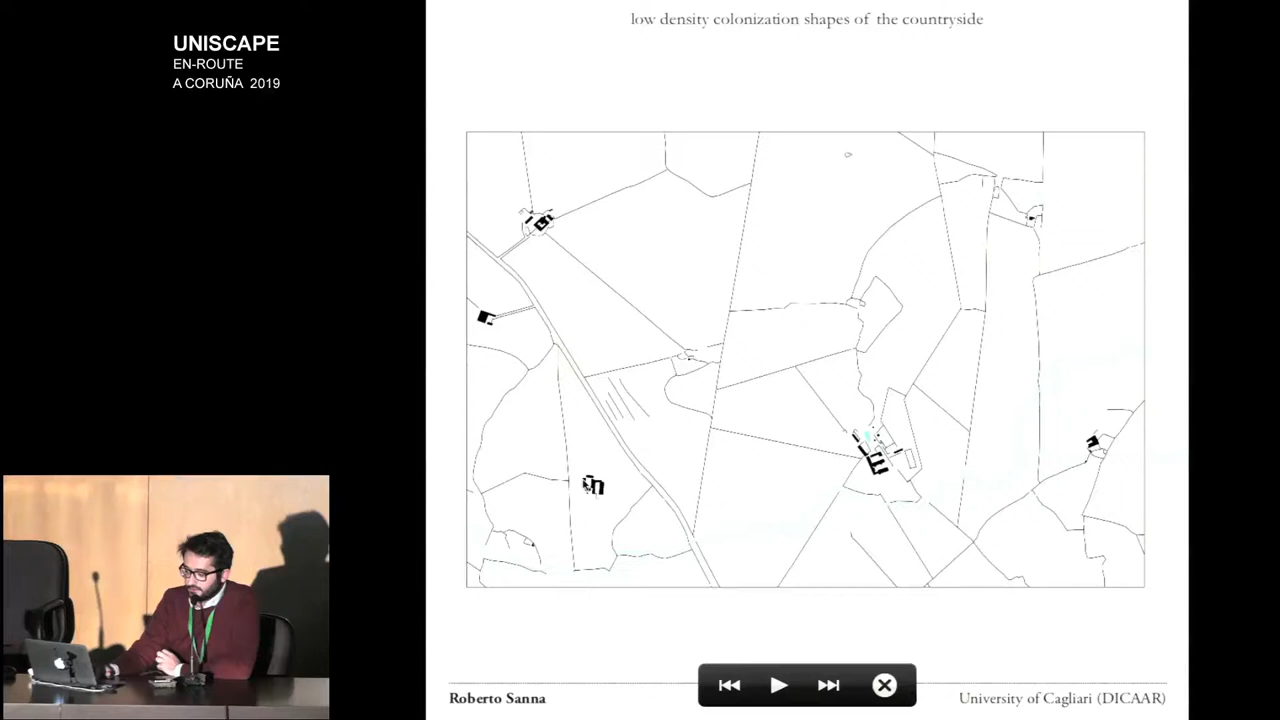 UNISCAPE
EN-ROUTE
A CORUÑA 2019
low density colonization shapes of the countryside
Roberto Sanna
University of Cagliari (DICAAR)